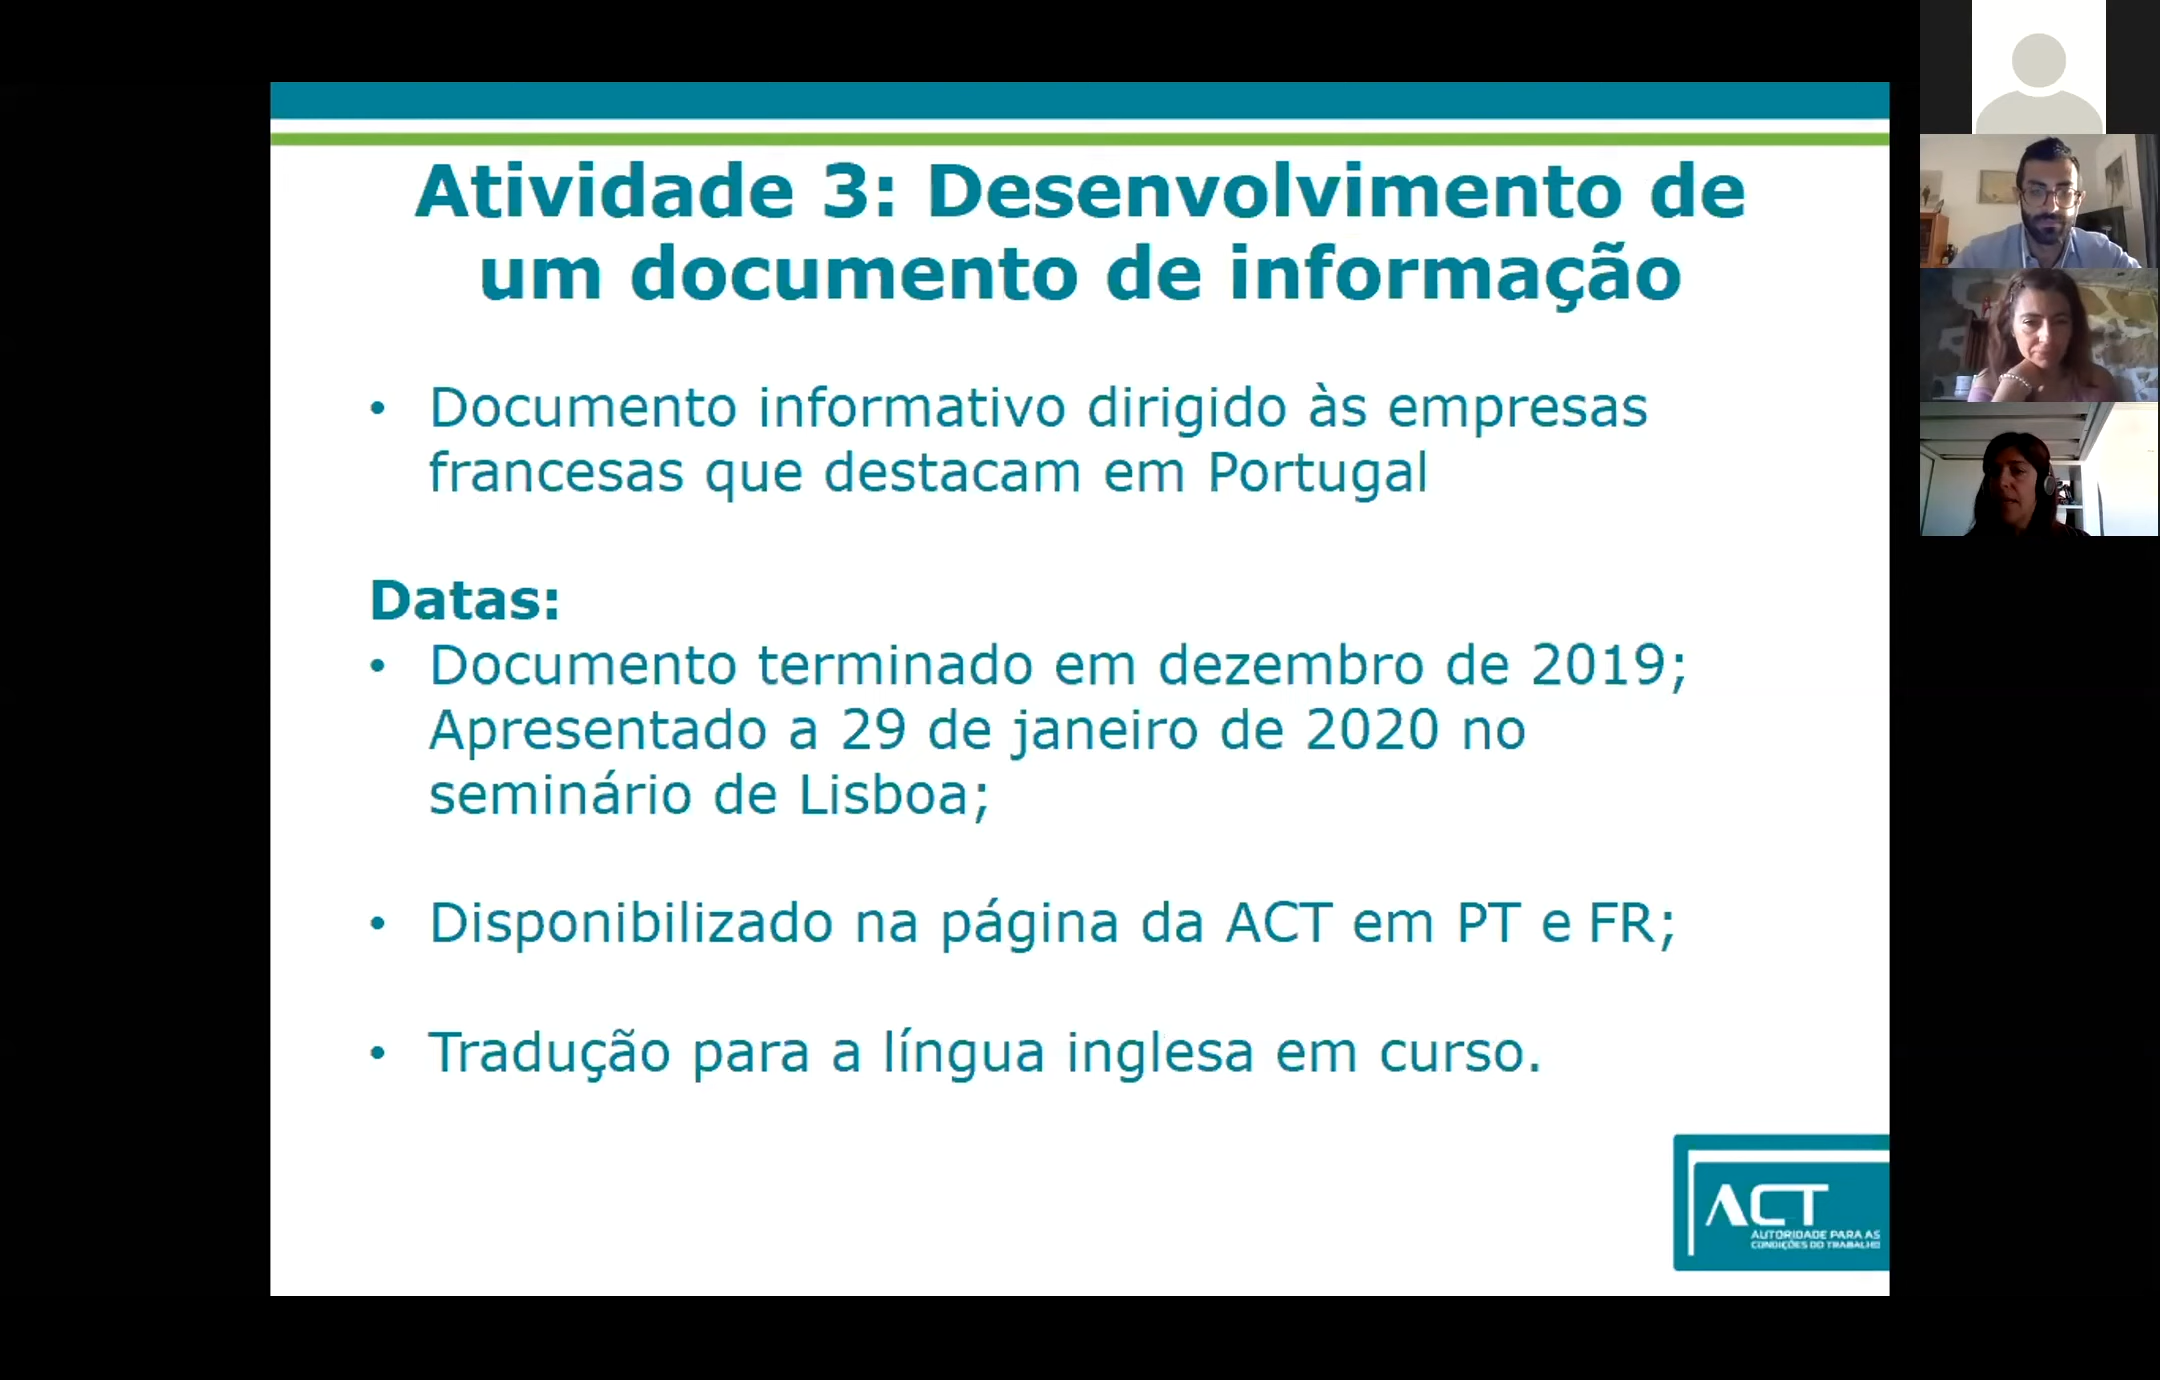 Atividade 3: Desenvolvimento de
um documento de informação
• Documento informativo dirigido às empresas
francesas que destacam em Portugal
Datas:
• Documento terminado em dezembro de 2019;
Apresentado a 29 de janeiro de 2020 no
seminário de Lisboa;
• Disponibilizado na página da ACT em PT e FR;
• Tradução para a língua inglesa em curso.
ACT
AUTORIDADE PARA AS
CONDIÇÕES DO TRABALHO